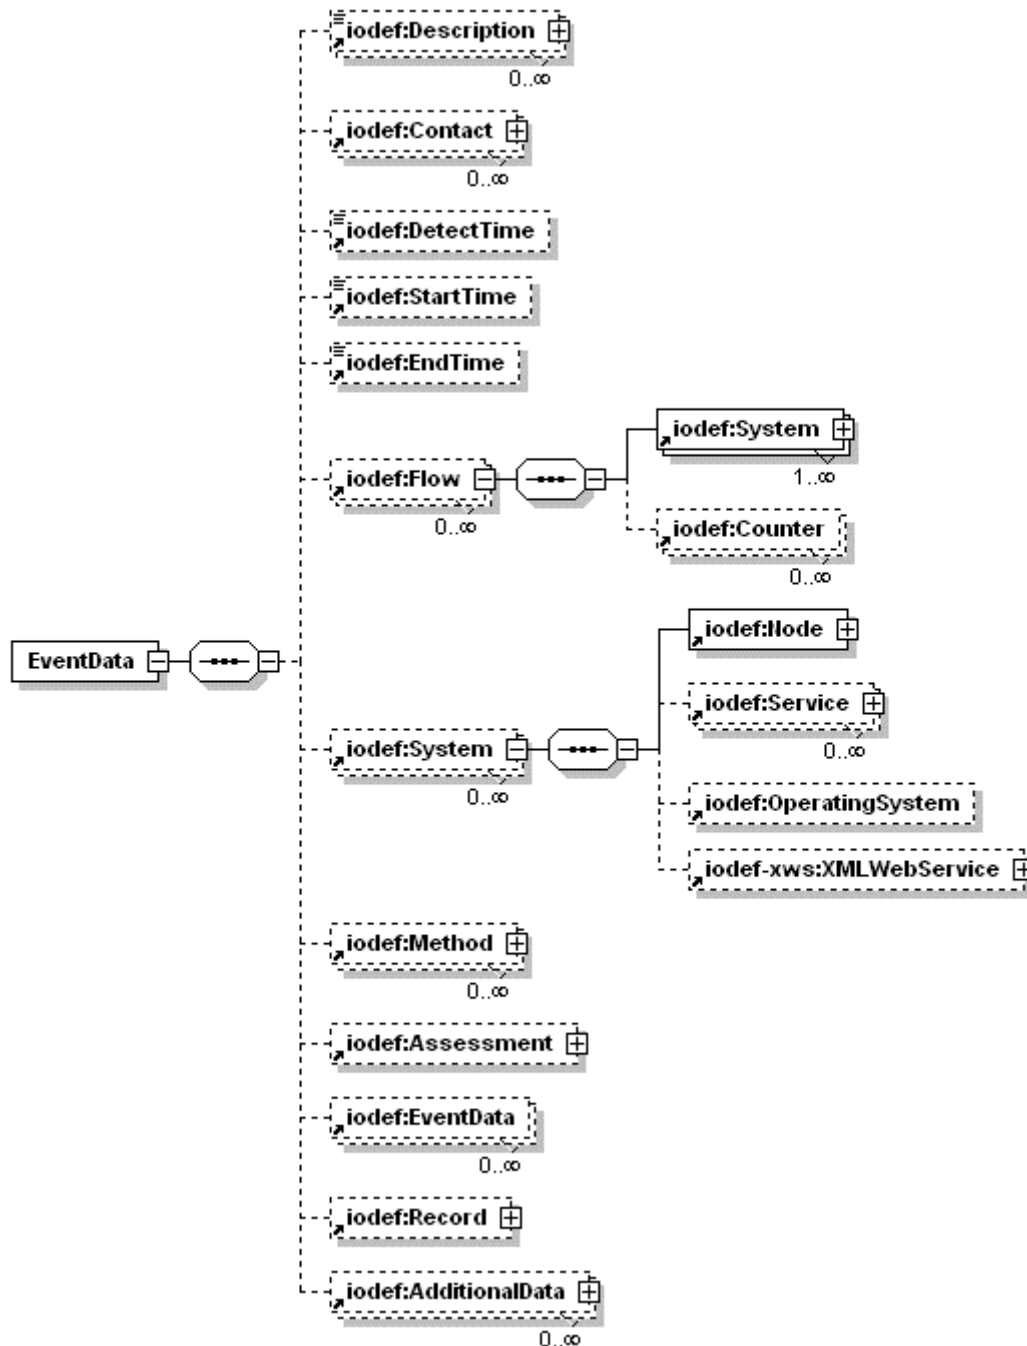 iodef:Description
0..∞
iodef:Contact
0..∞
iodef:DetectTime
iodef:StartTime
iodef:EndTime
iodef:System
1..∞
iodef:Flow
0..∞
iodef:Counter
0..∞
iodef:Node
EventData
iodef:Service
0..∞
iodef:System
0..∞
iodef:OperatingSystem
iodef-xws:XMLWebService
iodef:Method
0..∞
iodef:Assessment
iodef:EventData
0..∞
iodef:Record
iodef:AdditionalData
0..∞